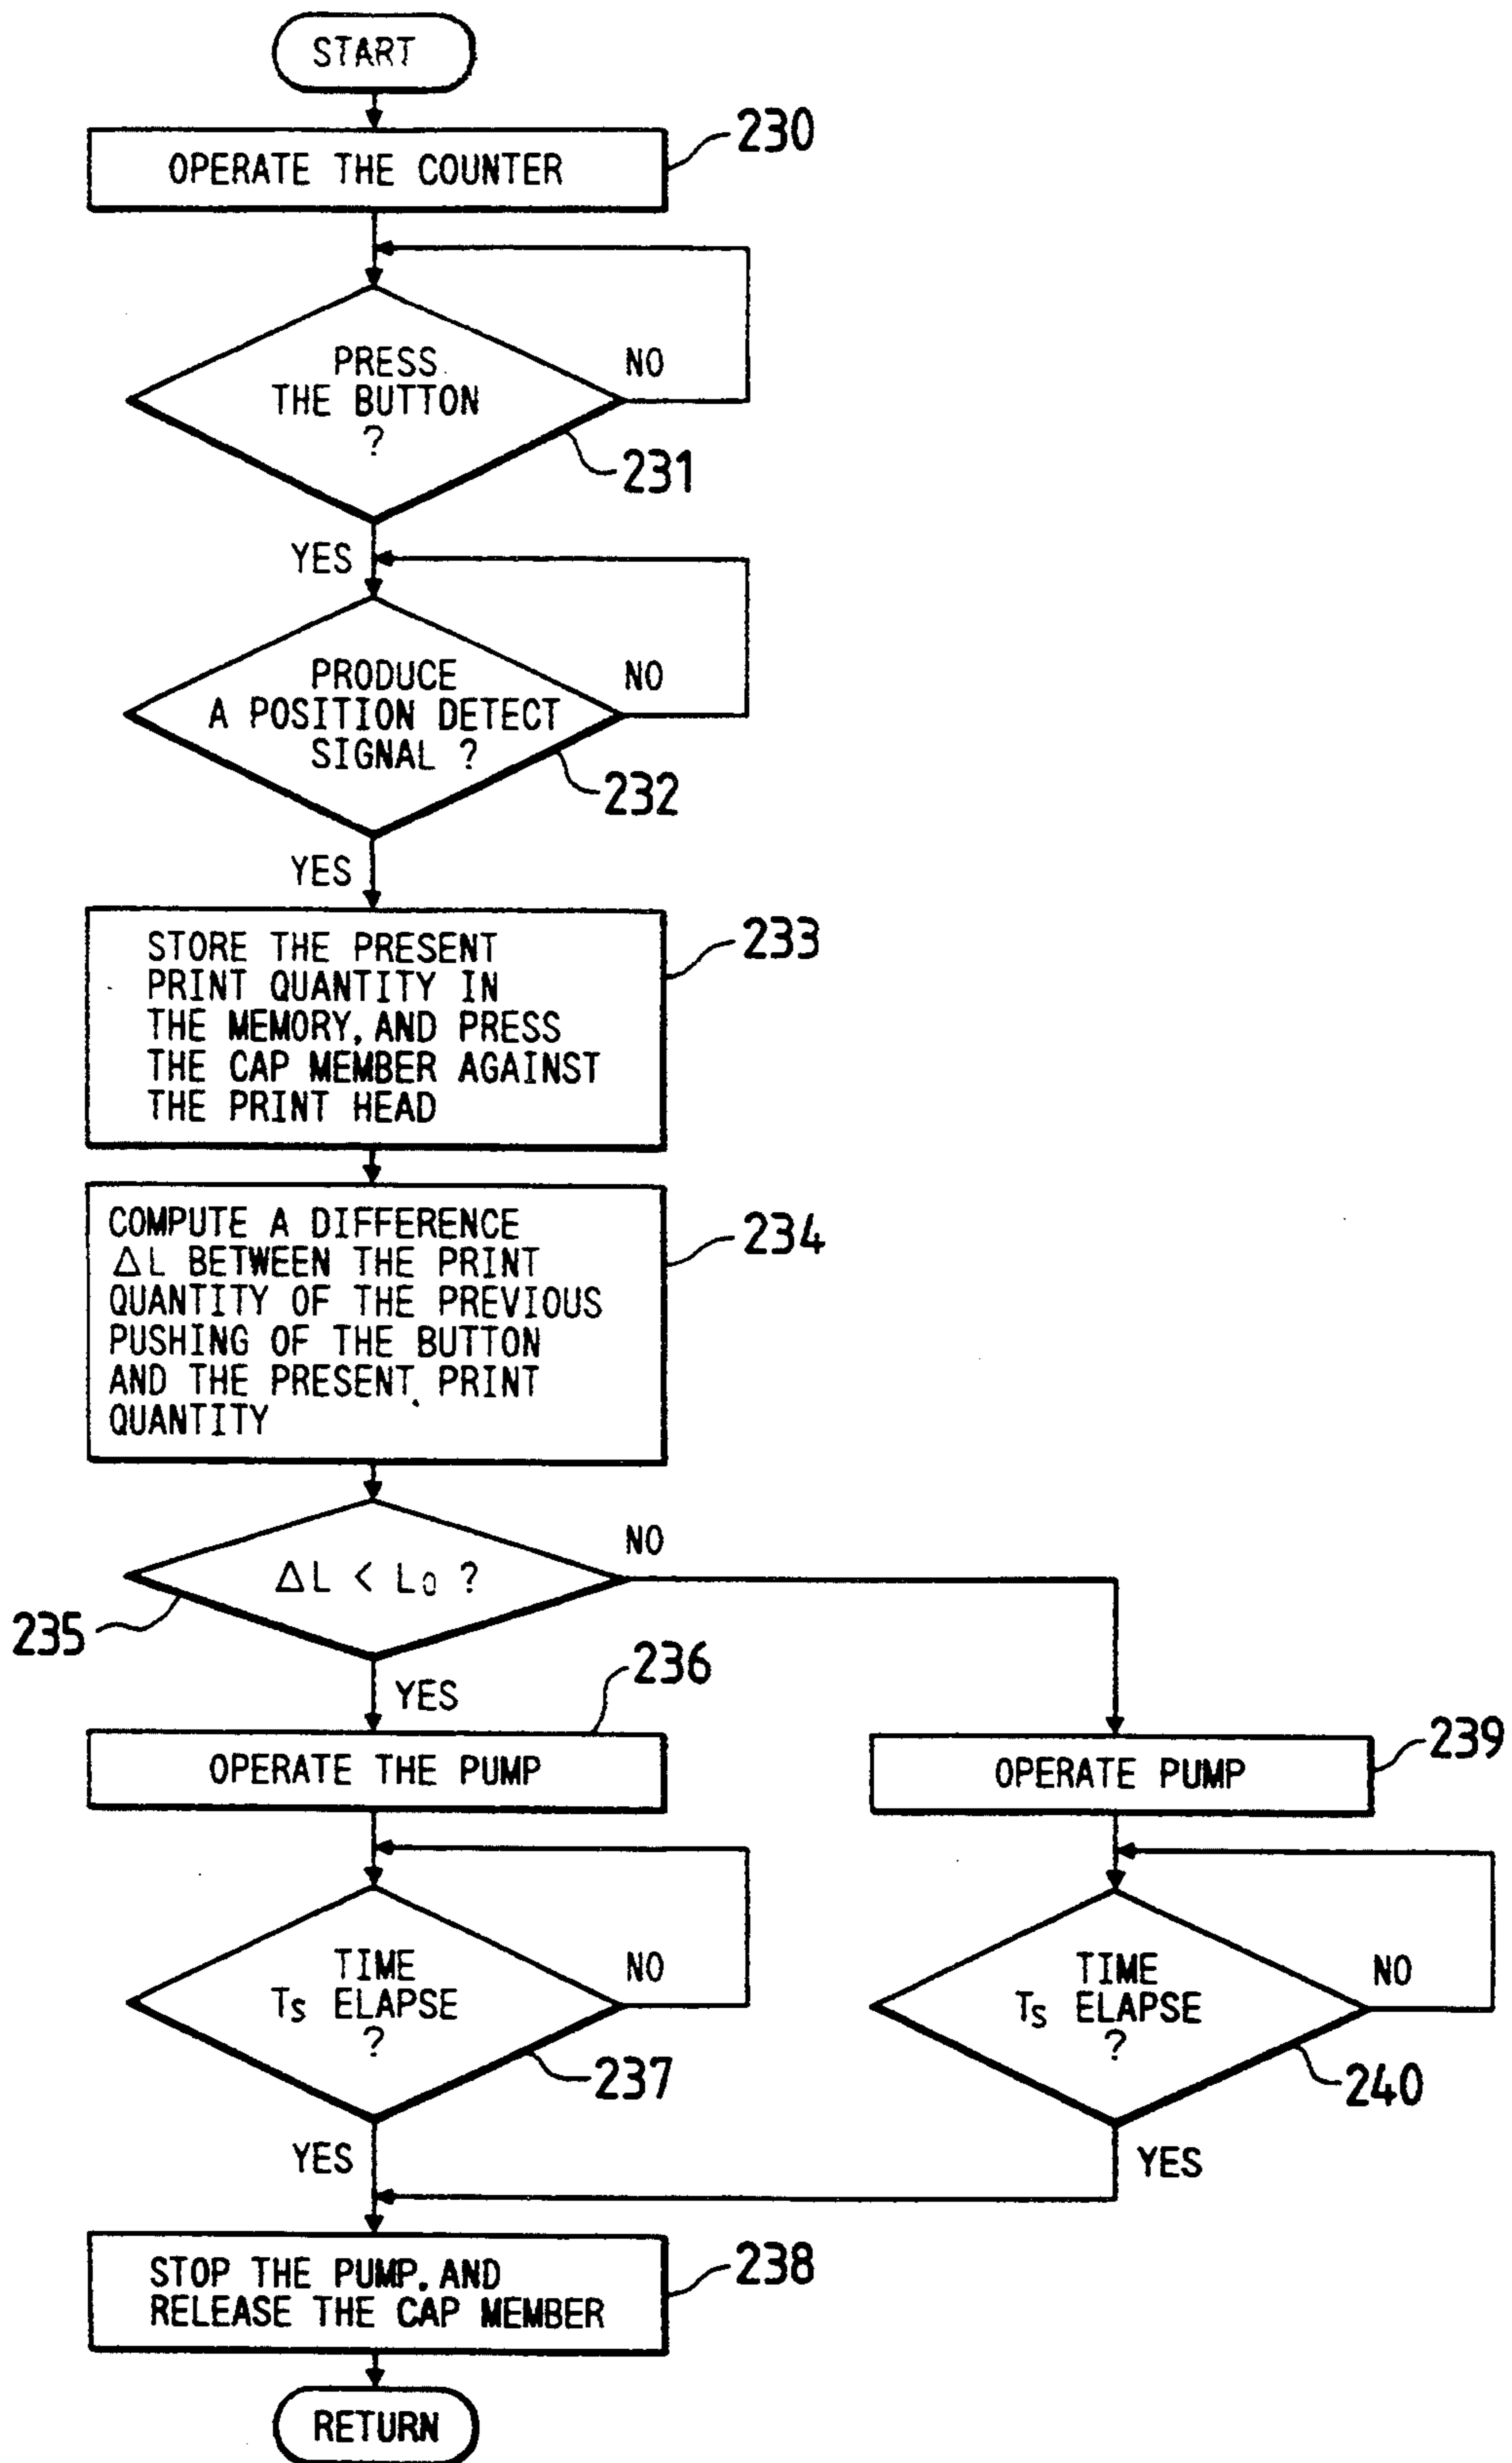 START
OPERATE THE COUNTER
230
PRESS
THE BUTTON
?
NO
231
YES
PRODUCE
A POSITION DETECT
SIGNAL ?
NO
232
YES
STORE THE PRESENT
PRINT QUANTITY IN
THE MEMORY, AND PRESS
THE CAP MEMBER AGAINST
THE PRINT HEAD
233
COMPUTE A DIFFERENCE
ΔL BETWEEN THE PRINT
QUANTITY OF THE PREVIOUS
PUSHING OF THE BUTTON
AND THE PRESENT PRINT
QUANTITY
234
ΔL < L0 ?
NO
235
YES
236
OPERATE THE PUMP
OPERATE PUMP
239
TIME
TS ELAPSE
?
NO
237
TIME
TS ELAPSE
?
NO
240
YES
YES
STOP THE PUMP, AND
RELEASE THE CAP MEMBER
238
RETURN